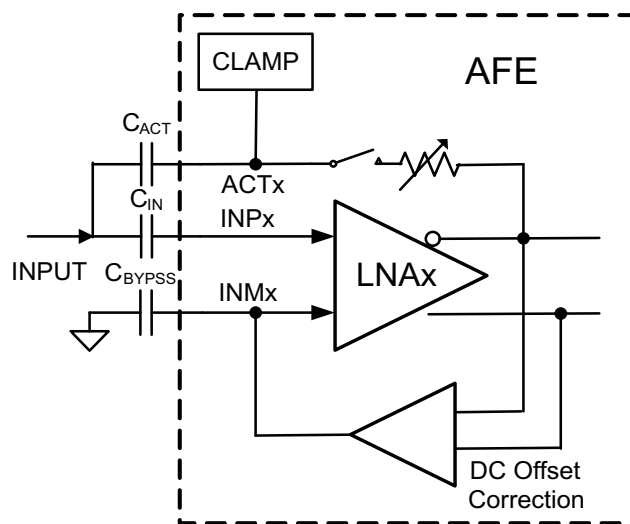 CLAMP
AFE
CACT
ACTx
CIN
INPx
INPUT
CBYPSS
INMx
LNAx
DC Offset
Correction